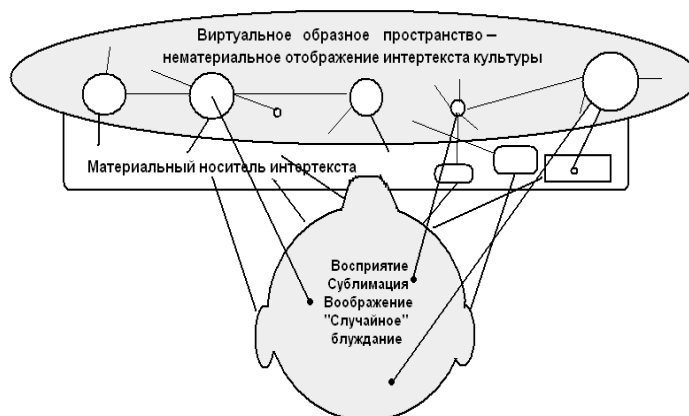 Виртуальное образное пространство –
нематериальное отображение интертекста культуры
Материальный носитель интертекста
Восприятие
Сублимация
Воображение
"Случайное"
блуждание